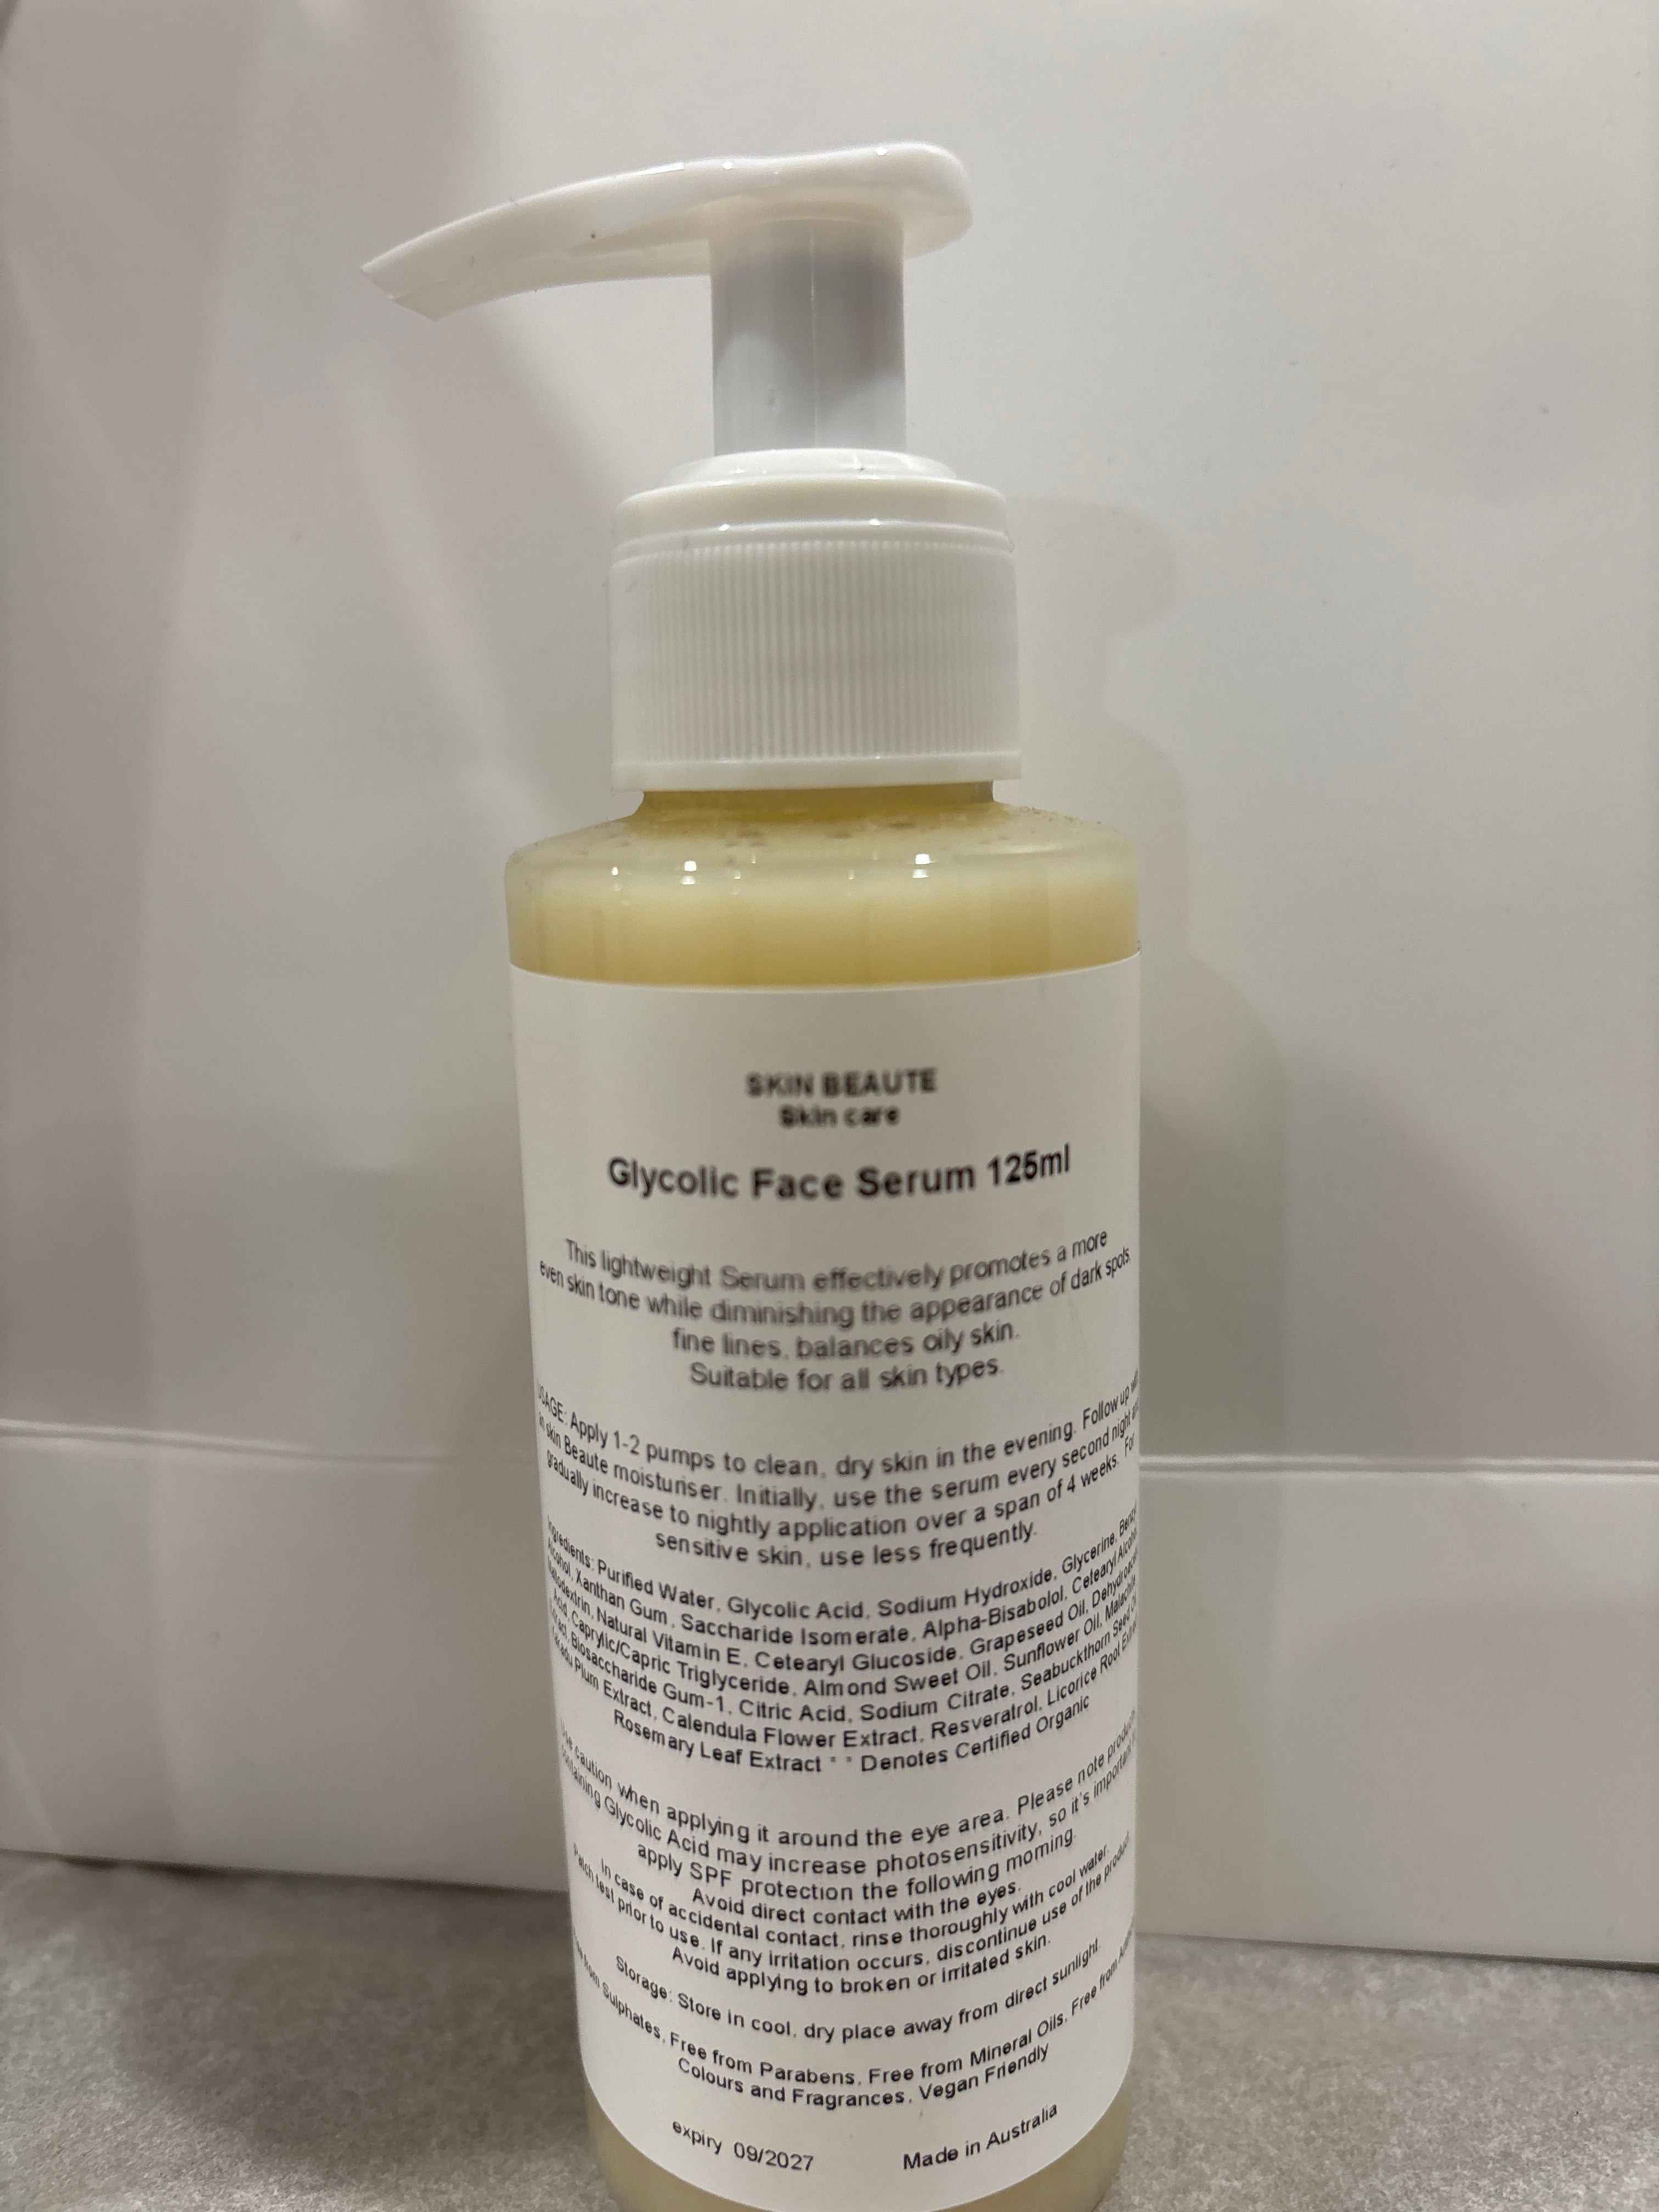 SKIN BEAUTE
Skin care
Glycolic Face Serum 125ml
This lightweight Serum effectively promotes a more
even skin tone while diminishing the appearance of dark spots,
fine lines, balances oily skin.
Suitable for all skin types.
USAGE: Apply 1-2 pumps to clean, dry skin in the evening. Follow up
in skin Beaute moisturiser. Initially, use the serum every second night
gradually increase to nightly application over a span of 4 weeks. For
sensitive skin, use less frequently.
Ingredients: Purified Water, Glycolic Acid, Sodium Hydroxide, Glycerine,
Alcohol, Xanthan Gum, Saccharide Isomerate, Alpha-Bisabolol, Cetearyl Alcohol,
Maltodextrin, Natural Vitamin E, Cetearyl Glucoside, Grapeseed Oil,
Acid, Caprylic/Capric Triglyceride, Almond Sweet Oil, Sunflower Oil, Malachite
Extract, Biosaccharide Gum-1, Citric Acid, Sodium Citrate, Seabuckthorn Seed
Plum Extract, Calendula Flower Extract, Resveratrol, Licorice Root
Rosemary Leaf Extract * * Denotes Certified Organic
caution when applying it around the eye area. Please note
Glycolic Acid may increase photosensitivity, so it's important
apply SPF protection the following morning.
Avoid direct contact with the eyes.
In case of accidental contact, rinse thoroughly with cool water.
Patch test prior to use. If any irritation occurs, discontinue use of the product.
Avoid applying to broken or irritated skin.
Storage: Store in cool, dry place away from direct sunlight.
from Sulphates, Free from Parabens, Free from Mineral Oils, Free from
Colours and Fragrances, Vegan Friendly
expiry 09/2027 Made in Australia